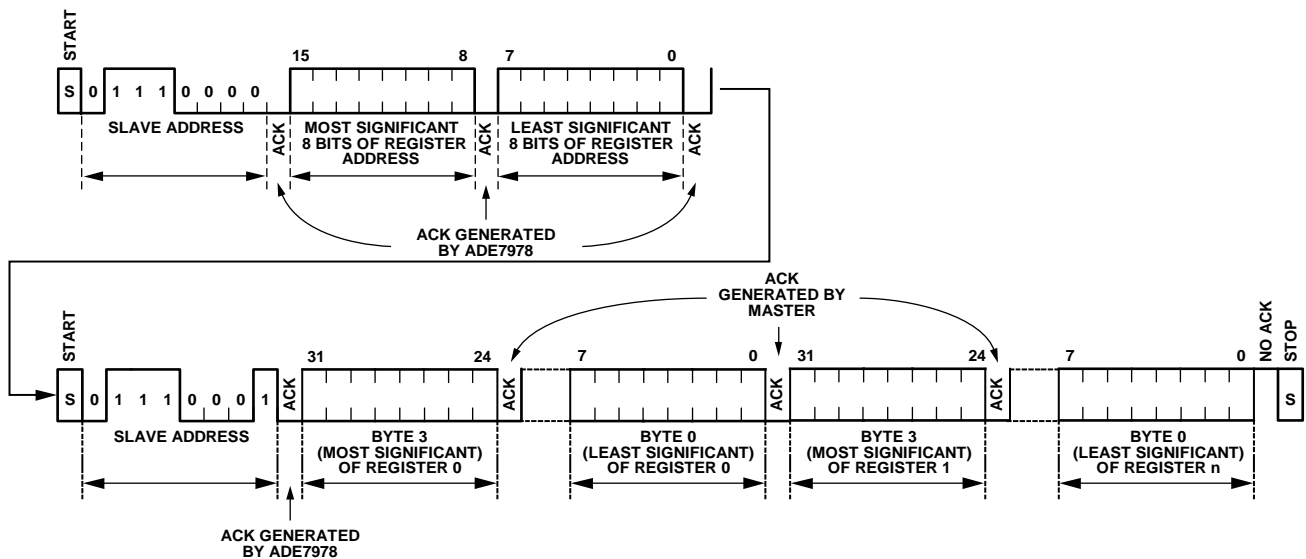 START
15 8 7 0
S 0 1 1 1 0 0 0 0
SLAVE ADDRESS
ACK
MOST SIGNIFICANT
8 BITS OF REGISTER
ADDRESS
ACK
LEAST SIGNIFICANT
8 BITS OF REGISTER
ADDRESS
ACK
ACK GENERATED
BY ADE7978
ACK
GENERATED BY
MASTER
START
31 24 7 0 31 24 7 0
NO ACK
STOP
S 0 1 1 1 0 0 0 1
ACK
ACK
ACK
ACK
S
SLAVE ADDRESS
BYTE 3
(MOST SIGNIFICANT)
OF REGISTER 0
BYTE 0
(LEAST SIGNIFICANT)
OF REGISTER 0
BYTE 3
(MOST SIGNIFICANT)
OF REGISTER 1
BYTE 0
(LEAST SIGNIFICANT)
OF REGISTER n
ACK GENERATED
BY ADE7978